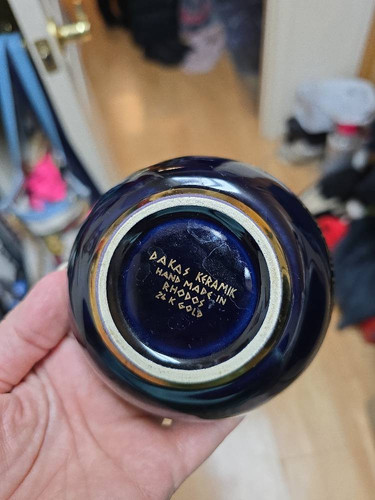 DAKAS KERAMIK
HAND MADE IN
RHODOS
24 K GOLD